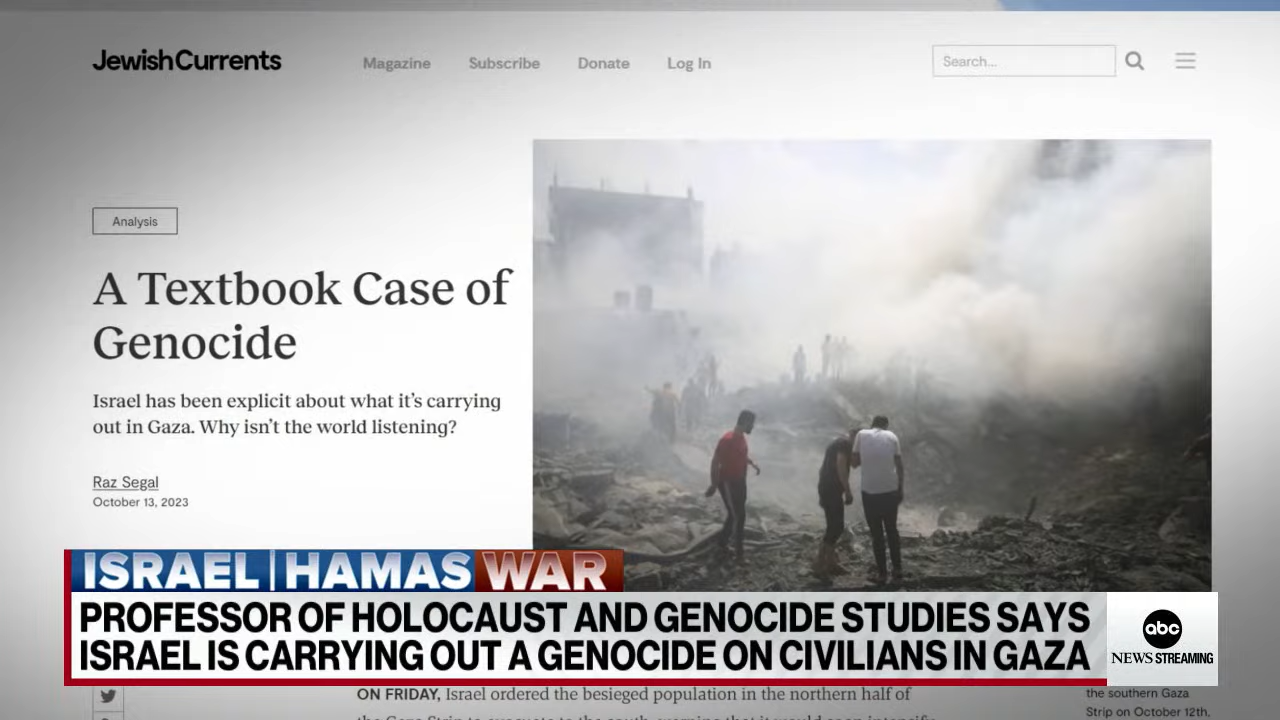 JewishCurrents
Magazine Subscribe Donate Log In
Search...
Analysis
A Textbook Case of
Genocide
Israel has been explicit about what it's carrying
out in Gaza. Why isn't the world listening?
Raz Segal
October 13, 2023
ISRAEL HAMAS WAR
PROFESSOR OF HOLOCAUST AND GENOCIDE STUDIES SAYS
ISRAEL IS CARRYING OUT A GENOCIDE ON CIVILIANS IN GAZA
abc
NEWS STREAMING
ON FRIDAY, Israel ordered the besieged population in the northern half of
the southern Gaza
Strip on October 12th,